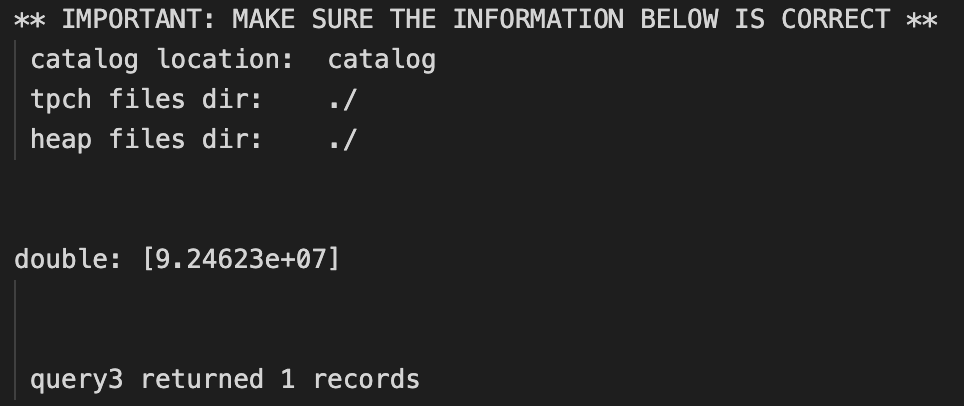 ** IMPORTANT: MAKE SURE THE INFORMATION BELOW IS CORRECT **
catalog location: catalog
tpch files dir: ./
heap files dir: ./
double: [9.24623e+07]
query3 returned 1 records